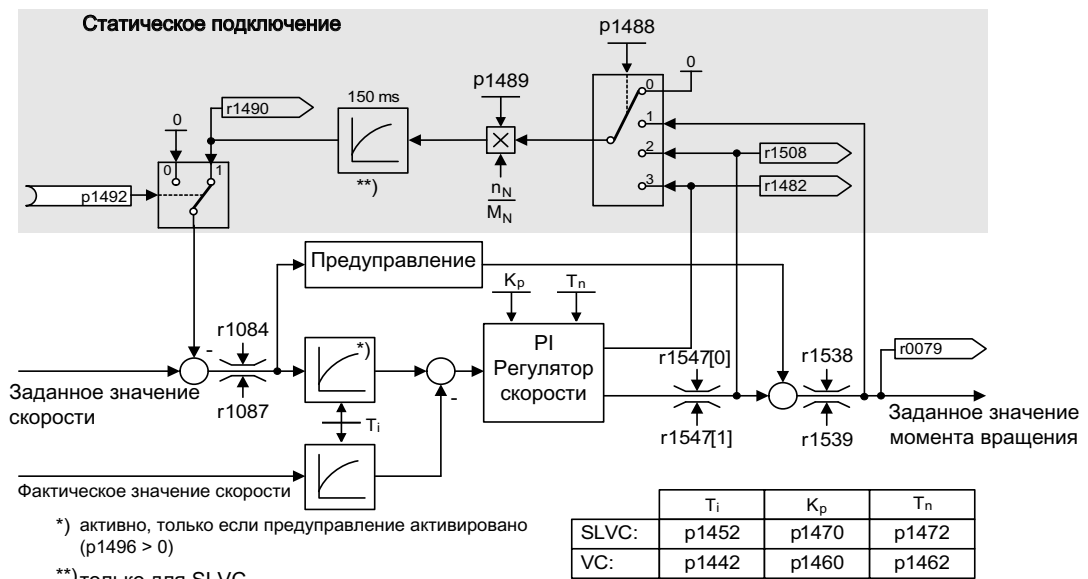 Статическое подключение
p1488
0
p1489
150 ms
r1490
0
0
1
p1492
**)
n_N
M_N
0
1
2
3
r1508
r1482
Предуправление
K_p
T_n
r1084
-
r1087
*)
T_i
-
PI
Регулятор
скорости
r1547[0]
r1547[1]
r1538
r1539
r0079
Заданное значение
скорости
Заданное значение
момента вращения
Фактическое значение скорости
*) активно, только если предуправление активировано
(p1496 > 0)
**) только для SLVC
T_i K_p T_n
SLVC: p1452 p1470 p1472
VC: p1442 p1460 p1462